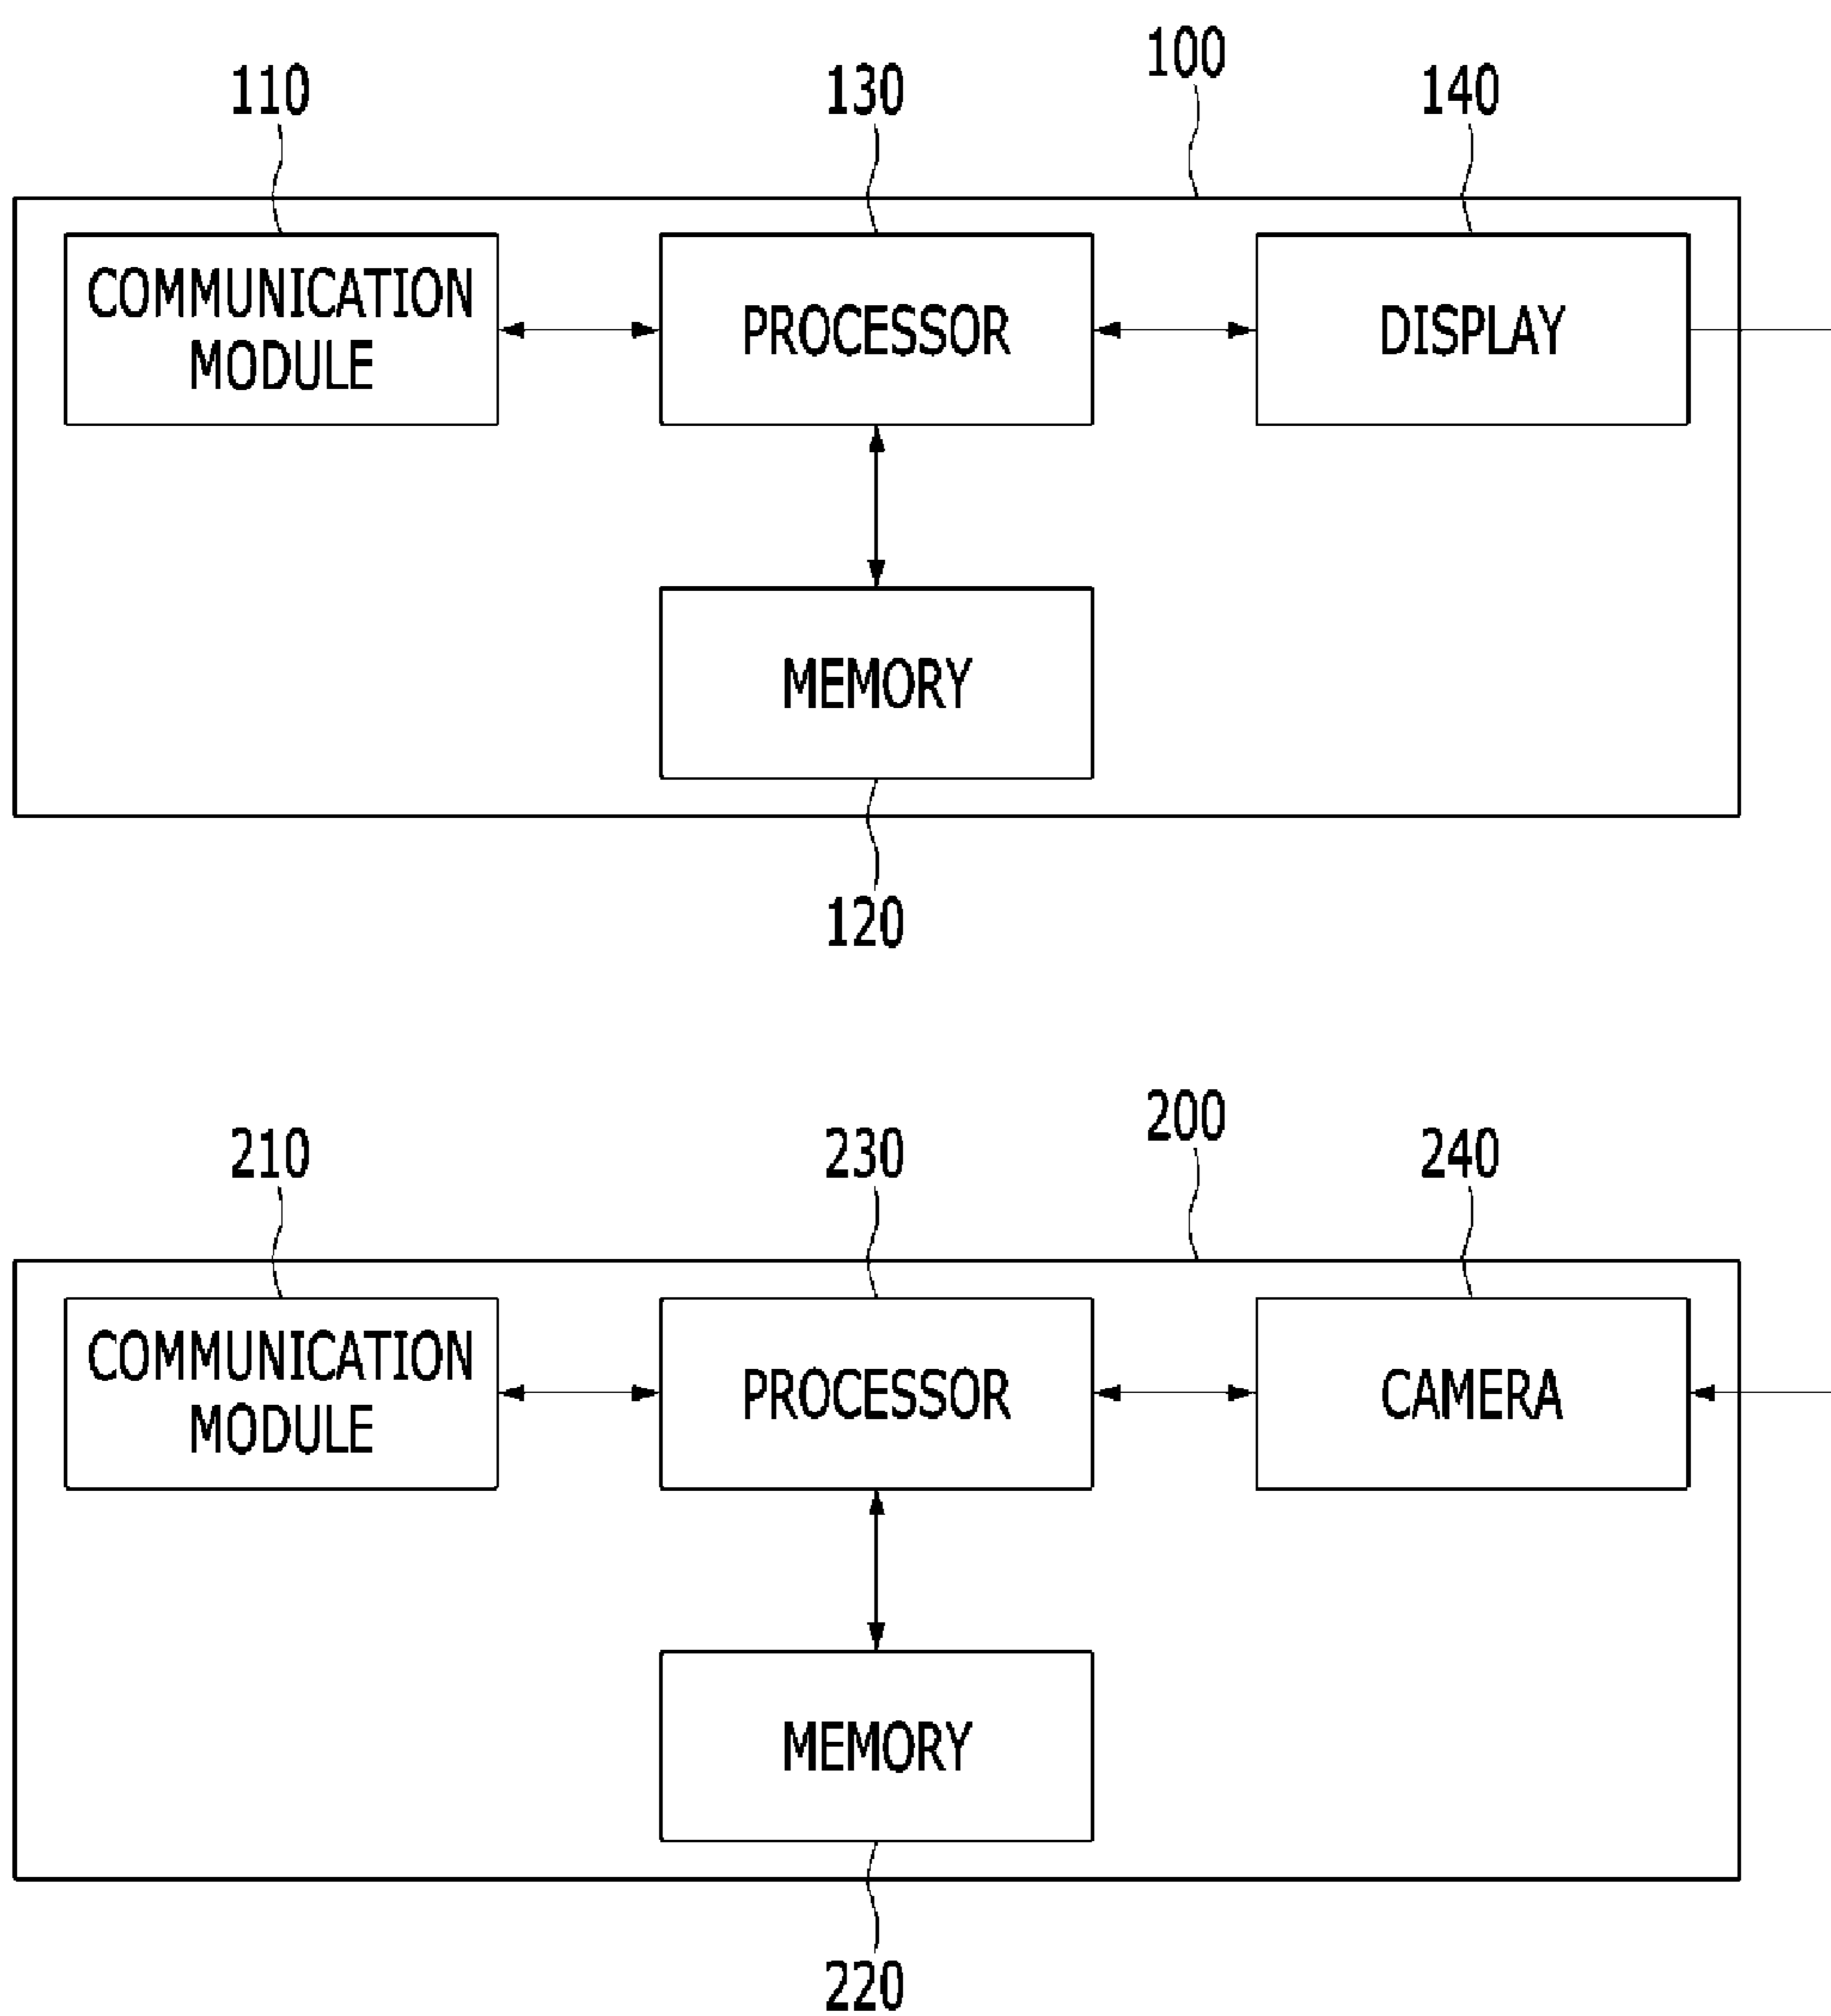 100
110
130
140
COMMUNICATION
MODULE
PROCESSOR
DISPLAY
MEMORY
120
200
210
230
240
COMMUNICATION
MODULE
PROCESSOR
CAMERA
MEMORY
220